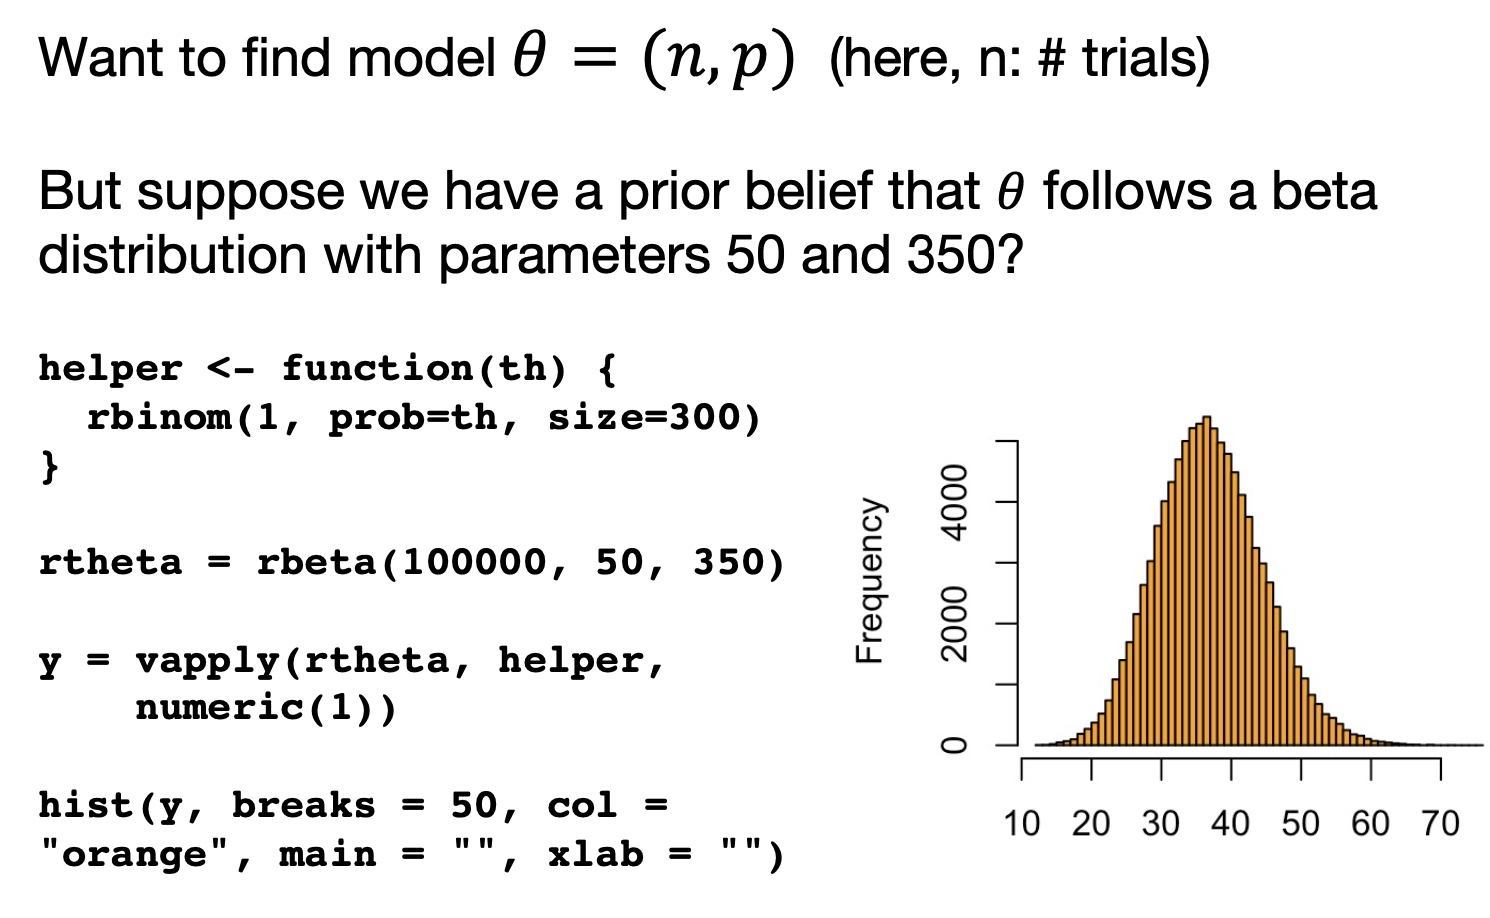 Want to find model θ = (n, p) (here, n: # trials)
But suppose we have a prior belief that θ follows a beta
distribution with parameters 50 and 350?
helper <- function(th) {
  rbinom(1, prob=th, size=300)
}
rtheta = rbeta(100000, 50, 350)
y = vapply(rtheta, helper,
    numeric(1))
hist(y, breaks = 50, col =
"orange", main = "", xlab = "")
Frequency
4000
2000
0
10 20 30 40 50 60 70